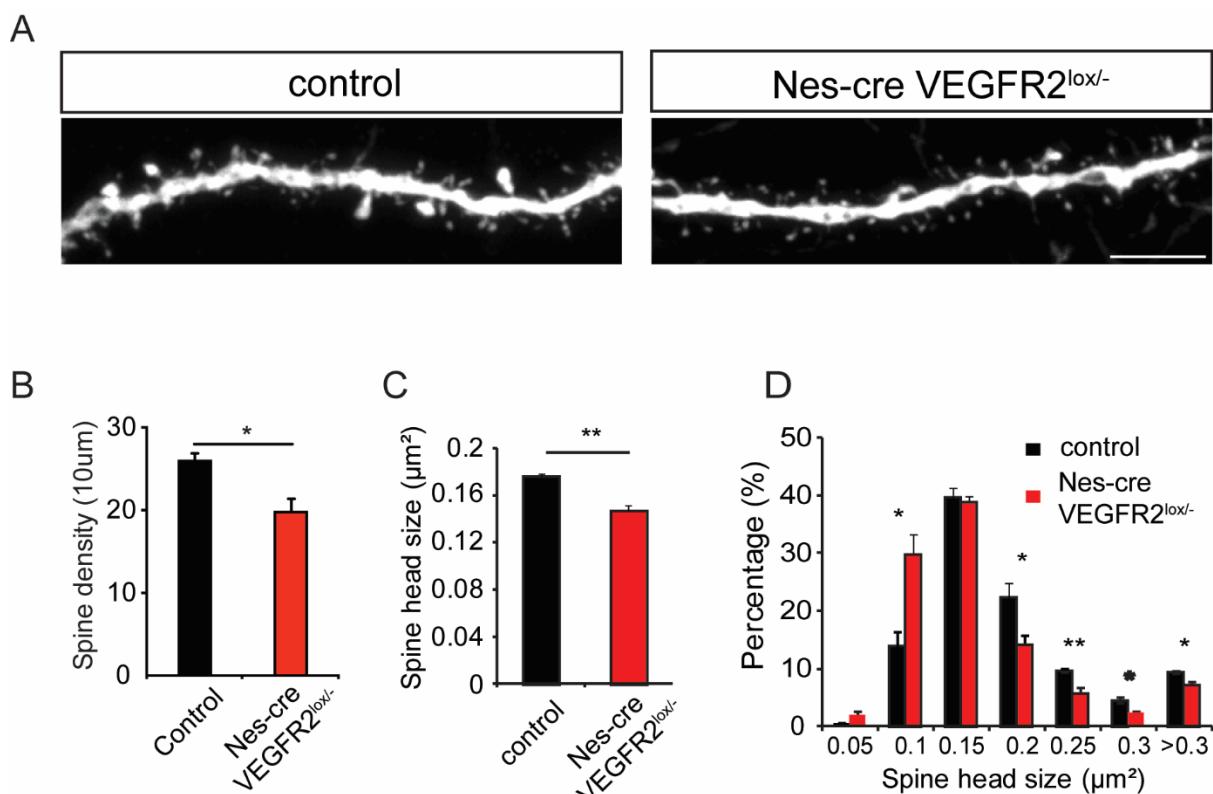 A
control
Nes-cre VEGFR2lox/-
B
Spine density (10um)
30
20
10
0
*
Control
Nes-cre
VEGFR2lox/-
C
Spine head size (µm²)
0.2
0.16
0.12
0.08
0.04
0
**
control
Nes-cre
VEGFR2lox/-
D
Percentage (%)
50
40
30
20
10
0
control
Nes-cre
VEGFR2lox/-
*
*
**
*
*
0.05 0.1 0.15 0.2 0.25 0.3 >0.3
Spine head size (µm²)